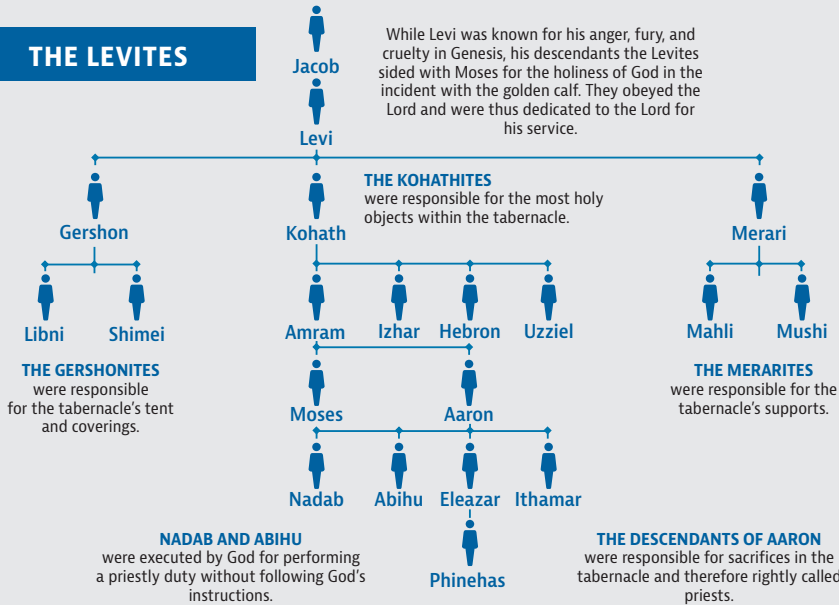 THE LEVITES
Jacob
While Levi was known for his anger, fury, and
cruelty in Genesis, his descendants the Levites
sided with Moses for the holiness of God in the
incident with the golden calf. They obeyed the
Lord and were thus dedicated to the Lord for
his service.
Levi
THE KOHATHITES
were responsible for the most holy
objects within the tabernacle.
Gershon
Kohath
Merari
Libni
Shimei
Amram
Izhar
Hebron
Uzziel
Mahli
Mushi
THE GERSHONITES
were responsible
for the tabernacle's tent
and coverings.
THE MERARITES
were responsible for the
tabernacle's supports.
Moses
Aaron
Nadab
Abihu
Eleazar
Ithamar
NADAB AND ABIHU
were executed by God for performing
a priestly duty without following God's
instructions.
Phinehas
THE DESCENDANTS OF AARON
were responsible for sacrifices in the
tabernacle and therefore rightly called
priests.